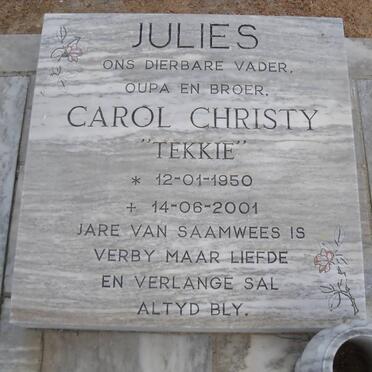 JULIES
ONS DIERBARE VADER,
OUPA EN BROER,
CAROL CHRISTY
"TEKKIE"
* 12-01-1950
+ 14-06-2001
JARE VAN SAAMWEES IS
VERBY MAAR LIEFDE
EN VERLANGE SAL
ALTYD BLY.